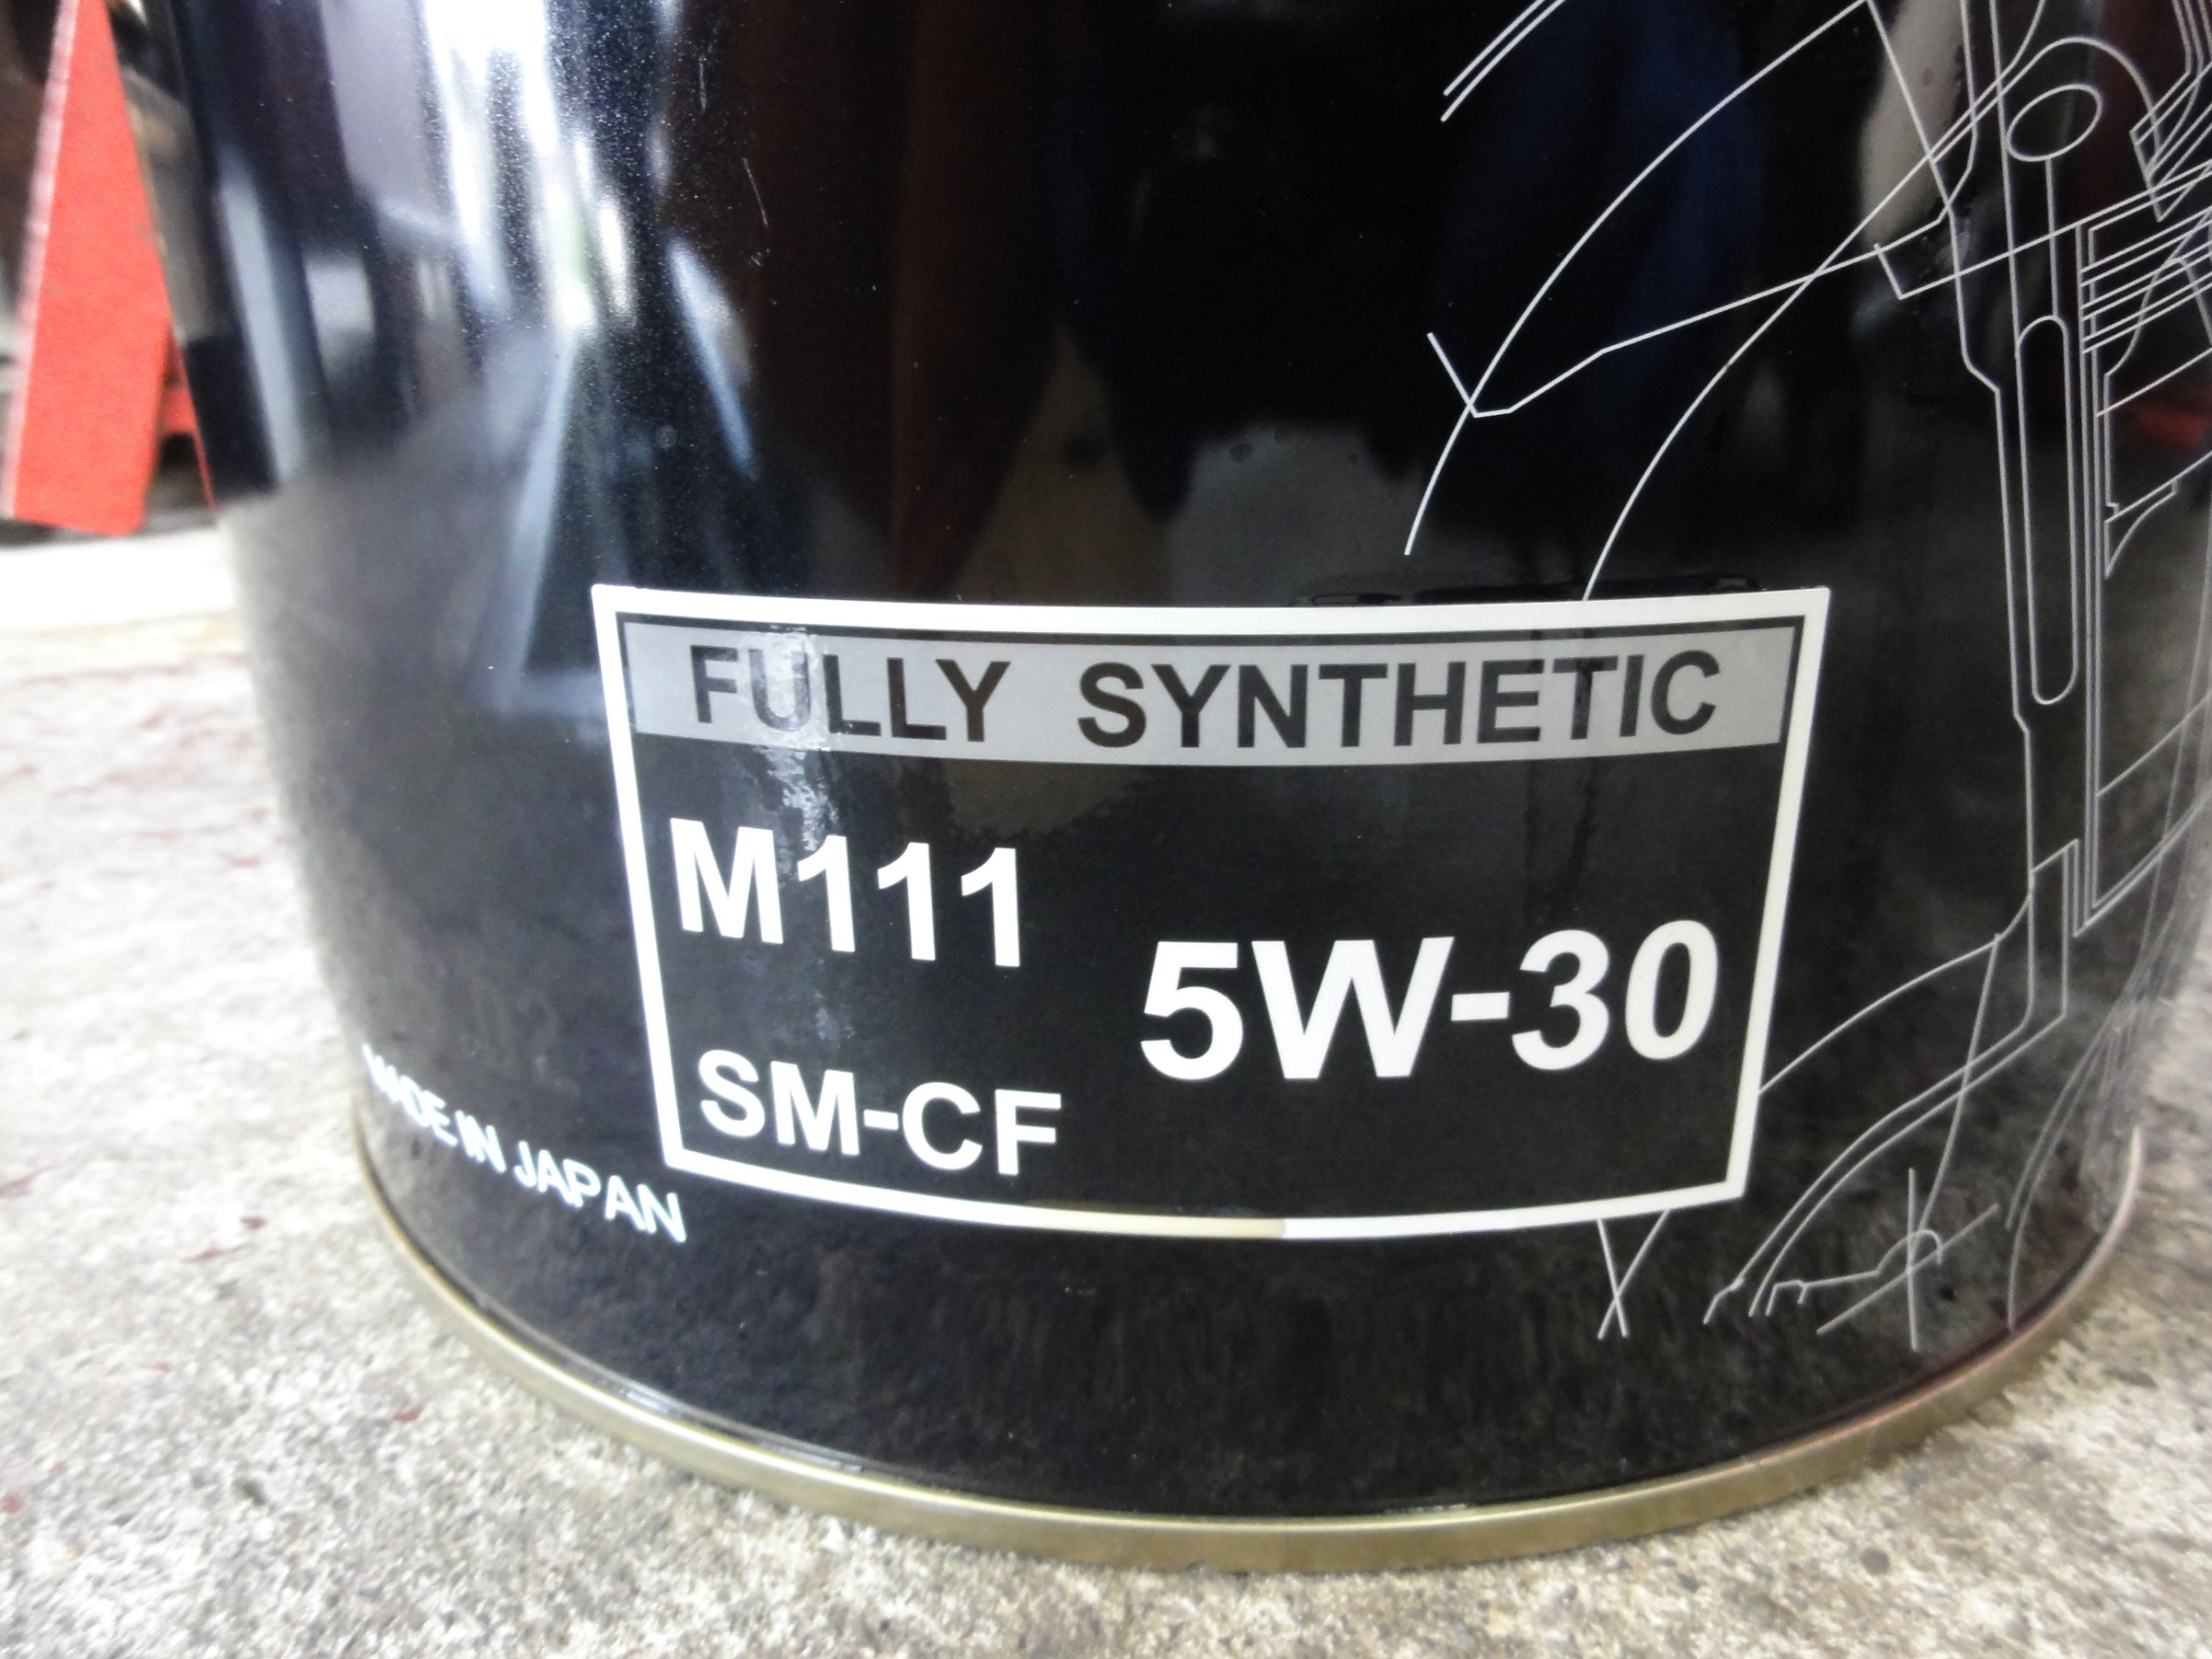 FULLY SYNTHETIC
M111
5W-30
SM-CF
MADE IN JAPAN